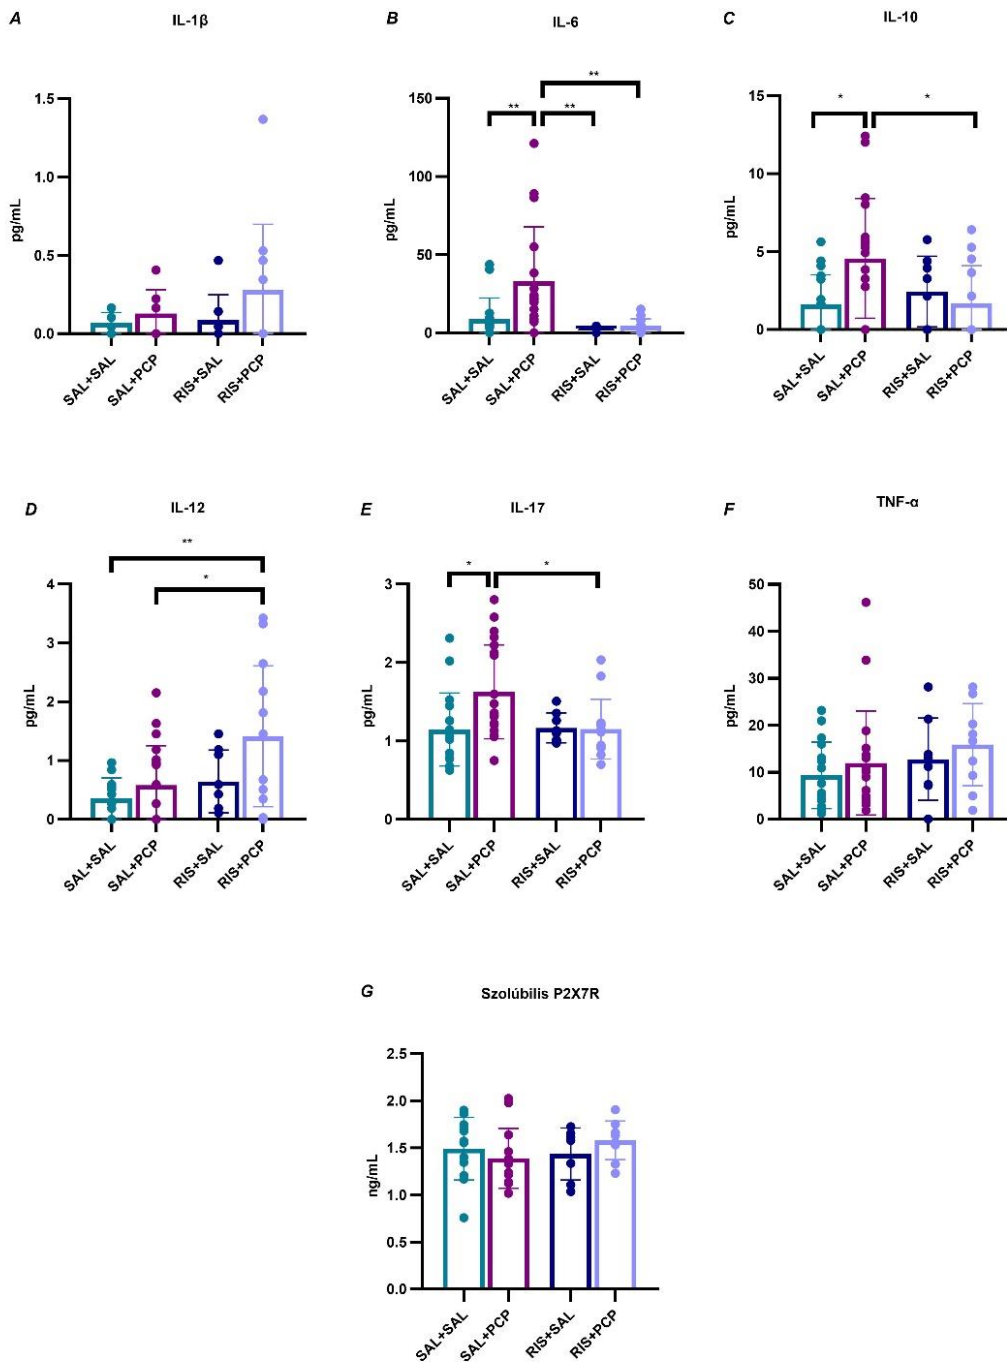 A IL-1β
pg/mL
1.5
1.0
0.5
0.0
SAL+SAL
SAL+PCP
RIS+SAL
RIS+PCP
B IL-6
** ** **
pg/mL
150
100
50
0
SAL+SAL
SAL+PCP
RIS+SAL
RIS+PCP
C IL-10
* *
pg/mL
15
10
5
0
SAL+SAL
SAL+PCP
RIS+SAL
RIS+PCP
D IL-12
**
*
pg/mL
4
3
2
1
0
SAL+SAL
SAL+PCP
RIS+SAL
RIS+PCP
E IL-17
* *
pg/mL
3
2
1
0
SAL+SAL
SAL+PCP
RIS+SAL
RIS+PCP
F TNF-α
pg/mL
50
40
30
20
10
0
SAL+SAL
SAL+PCP
RIS+SAL
RIS+PCP
G Szolúbilis P2X7R
ng/mL
2.5
2.0
1.5
1.0
0.5
0.0
SAL+SAL
SAL+PCP
RIS+SAL
RIS+PCP